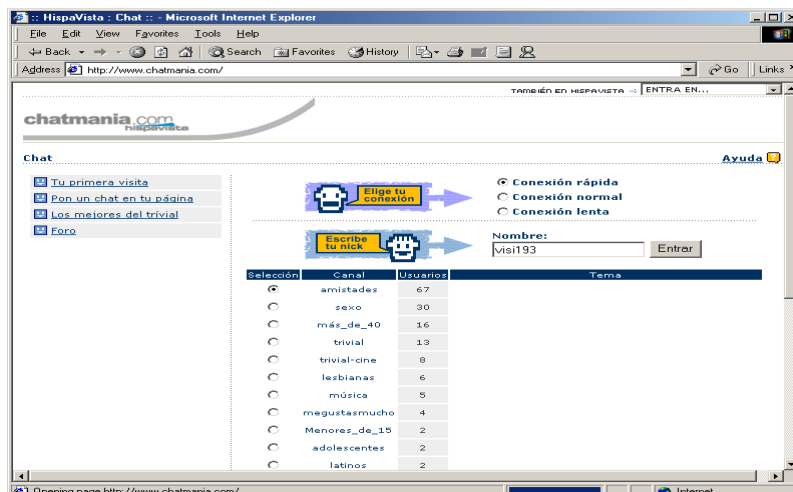 :: HispaVista : Chat :: - Microsoft Internet Explorer
File Edit View Favorites Tools Help
Back Search Favorites History
Address http://www.chatmania.com/ Go Links
TAMBIÉN EN HISPAVISTA ENTRA EN...
chatmania.com
hispavista
Chat Ayuda
Tu primera visita
Pon un chat en tu página
Los mejores del trívial
Foro
Elige tu
conexión
Conexión rápida
Conexión normal
Conexión lenta
Escribe
tu nick
Nombre:
visi193 Entrar
Selección Canal Usuarios Tema
amistades 67
sexo 30
más_de_40 16
trivial 13
trivial-cine 8
lesbianas 6
música 5
megustasmucho 4
Menores_de_15 2
adolescentes 2
latinos 2
Opening page http://www.chatmania.com/ Internet